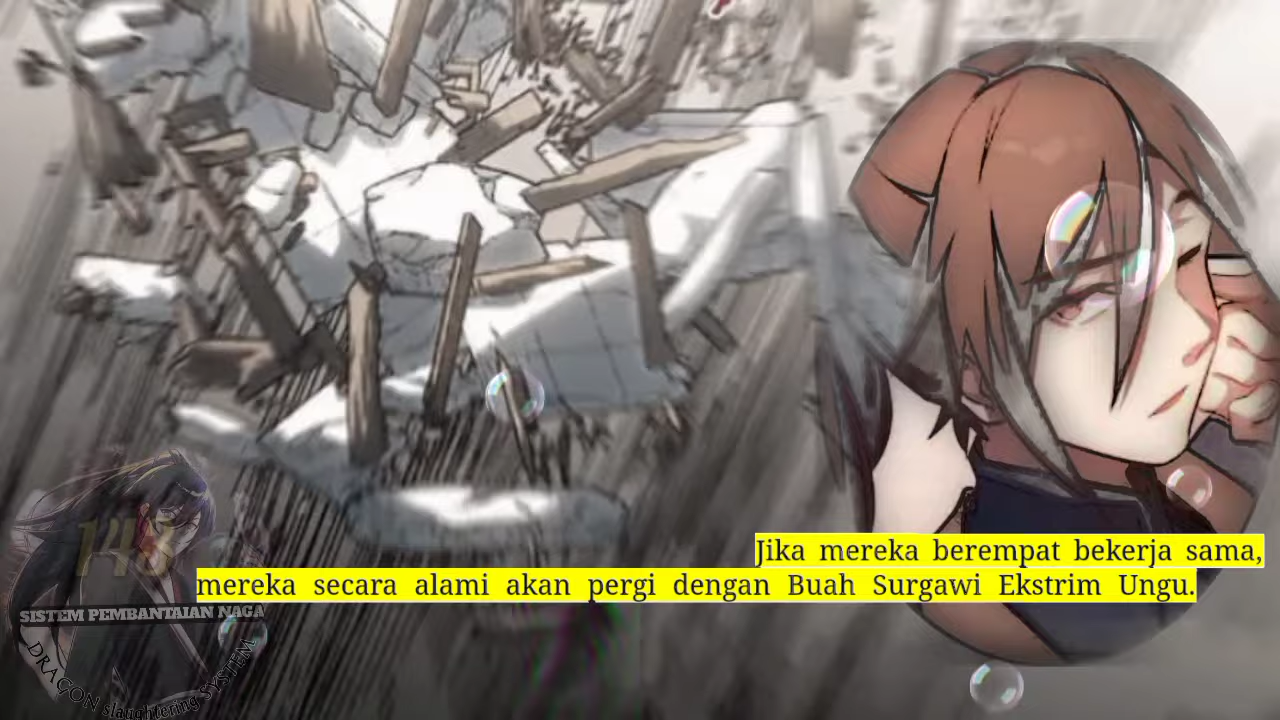 Jika mereka berempat bekerja sama,
mereka secara alami akan pergi dengan Buah Surgawi Ekstrim Ungu.
143
SISTEM PEMBANTAIAN NAGA
DRAGON slaughtering SYSTEM